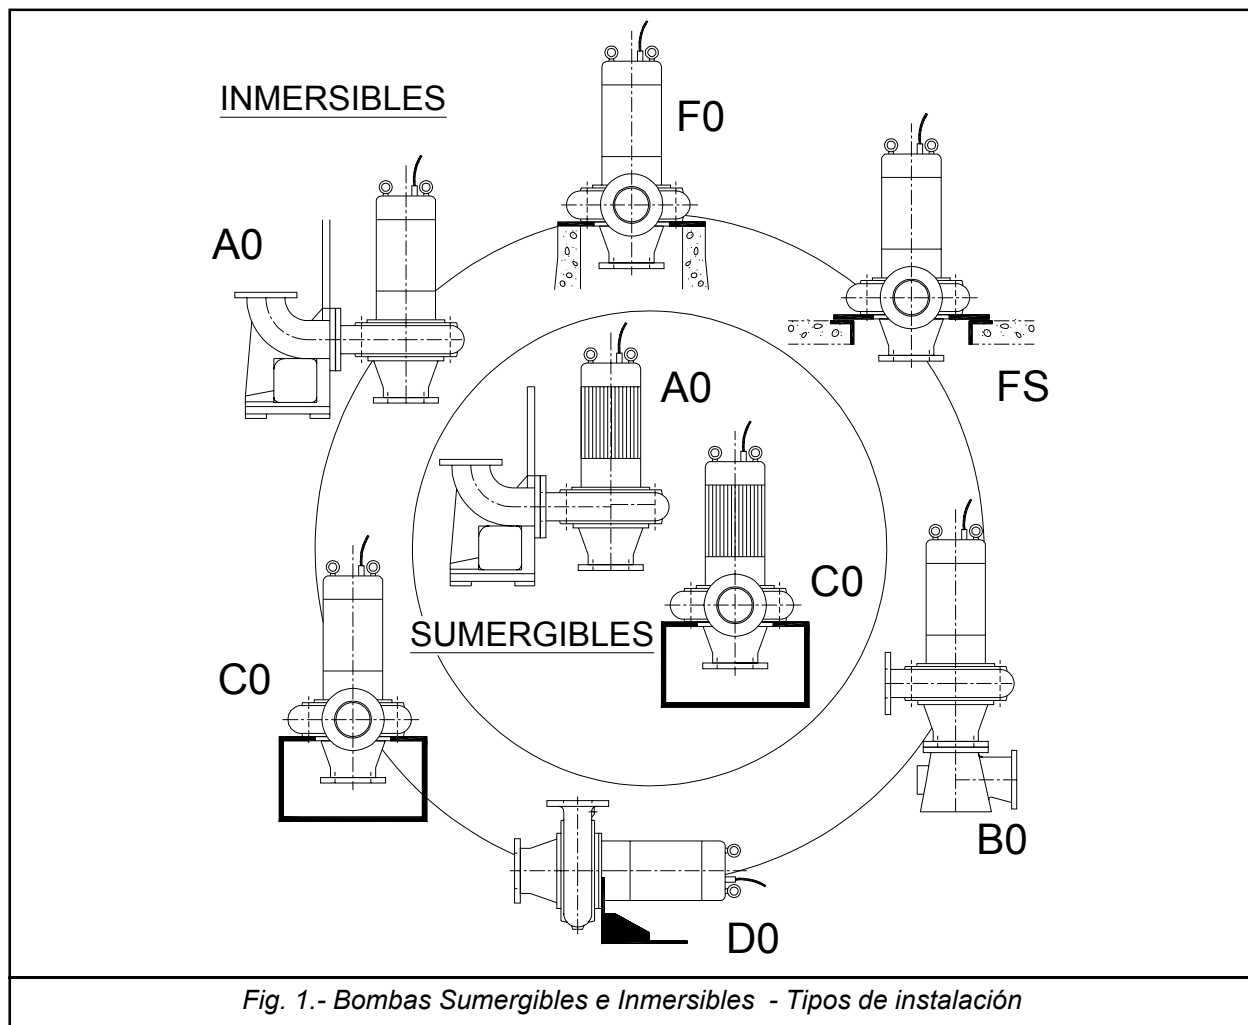 INMERSIBLES
F0
A0
FS
A0
C0
SUMERGIBLES
C0
B0
D0
Fig. 1.- Bombas Sumergibles e Inmersibles - Tipos de instalación